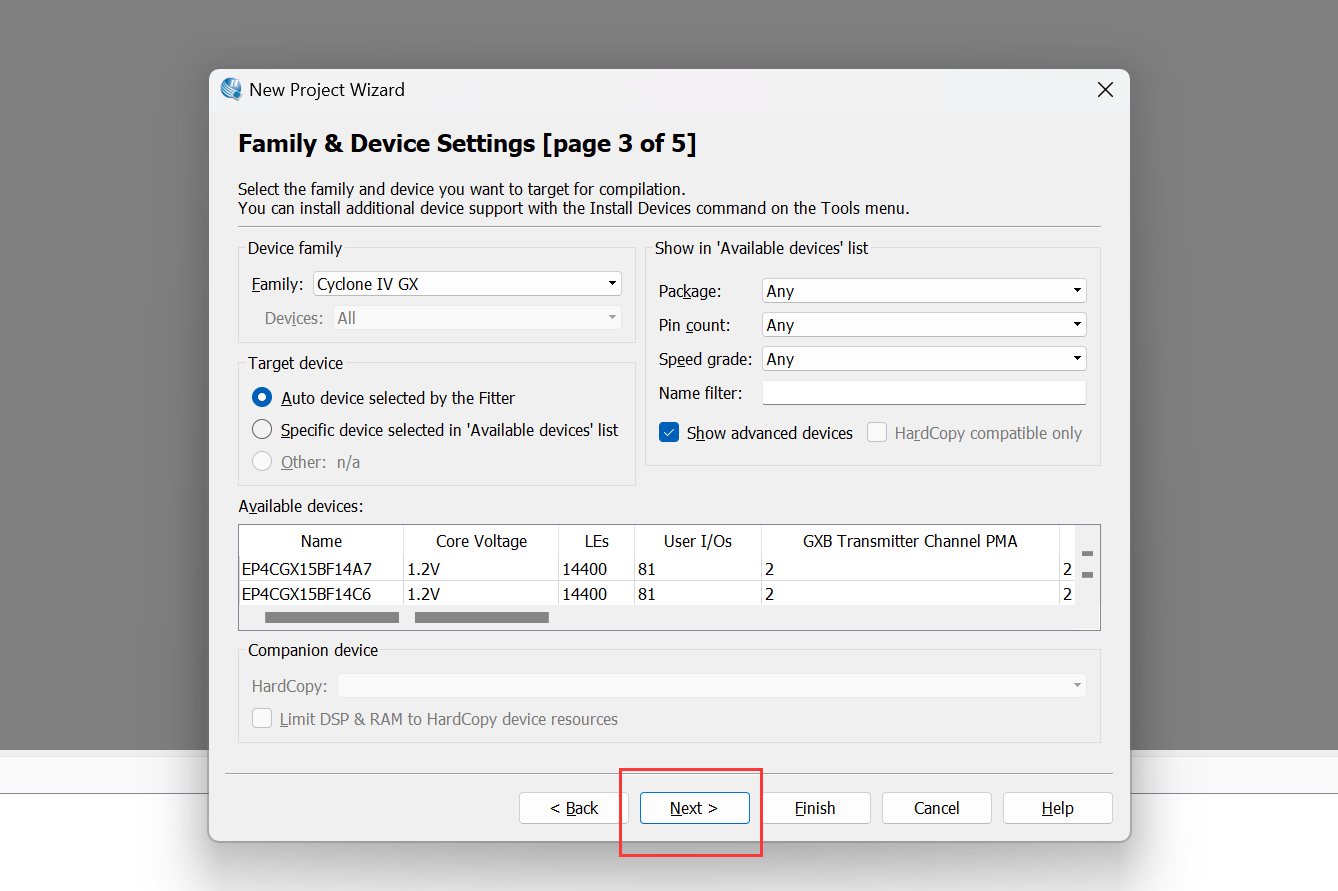 New Project Wizard
Family & Device Settings [page 3 of 5]
Select the family and device you want to target for compilation.
You can install additional device support with the Install Devices command on the Tools menu.
Device family
Family: Cyclone IV GX
Devices: All
Target device
Auto device selected by the Fitter
Specific device selected in 'Available devices' list
Other: n/a
Show in 'Available devices' list
Package: Any
Pin count: Any
Speed grade: Any
Name filter:
Show advanced devices HardCopy compatible only
Available devices:
Name Core Voltage LEs User I/Os GXB Transmitter Channel PMA
EP4CGX15BF14A7 1.2V 14400 81 2 2
EP4CGX15BF14C6 1.2V 14400 81 2 2
Companion device
HardCopy:
Limit DSP & RAM to HardCopy device resources
< Back Next > Finish Cancel Help